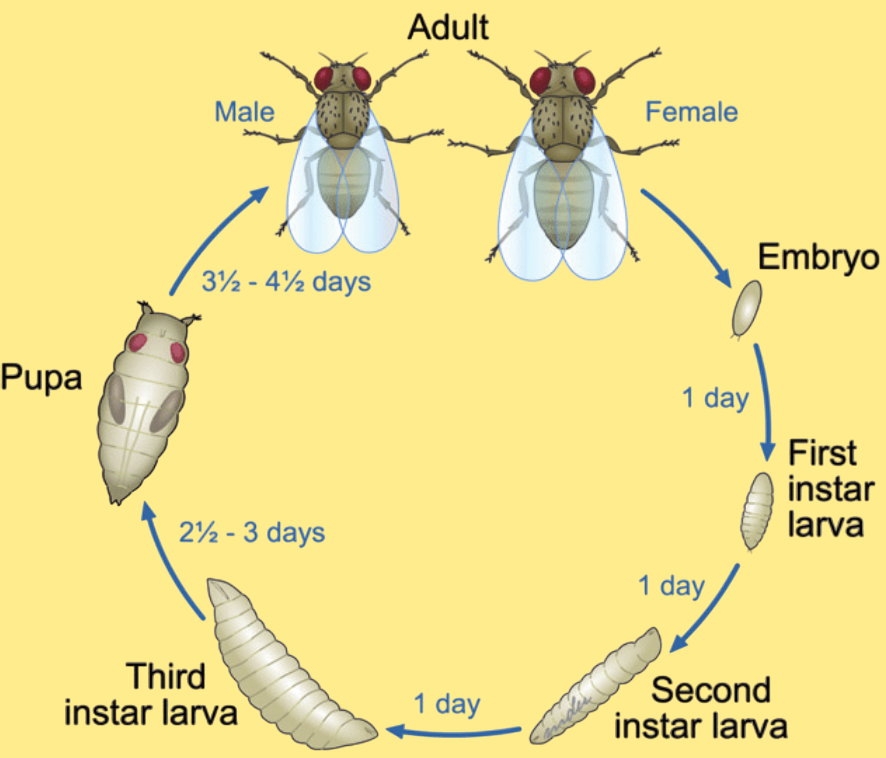 Adult
Male
Female
Embryo
1 day
First
instar
larva
1 day
Second
instar larva
1 day
Third
instar larva
2½ - 3 days
Pupa
3½ - 4½ days